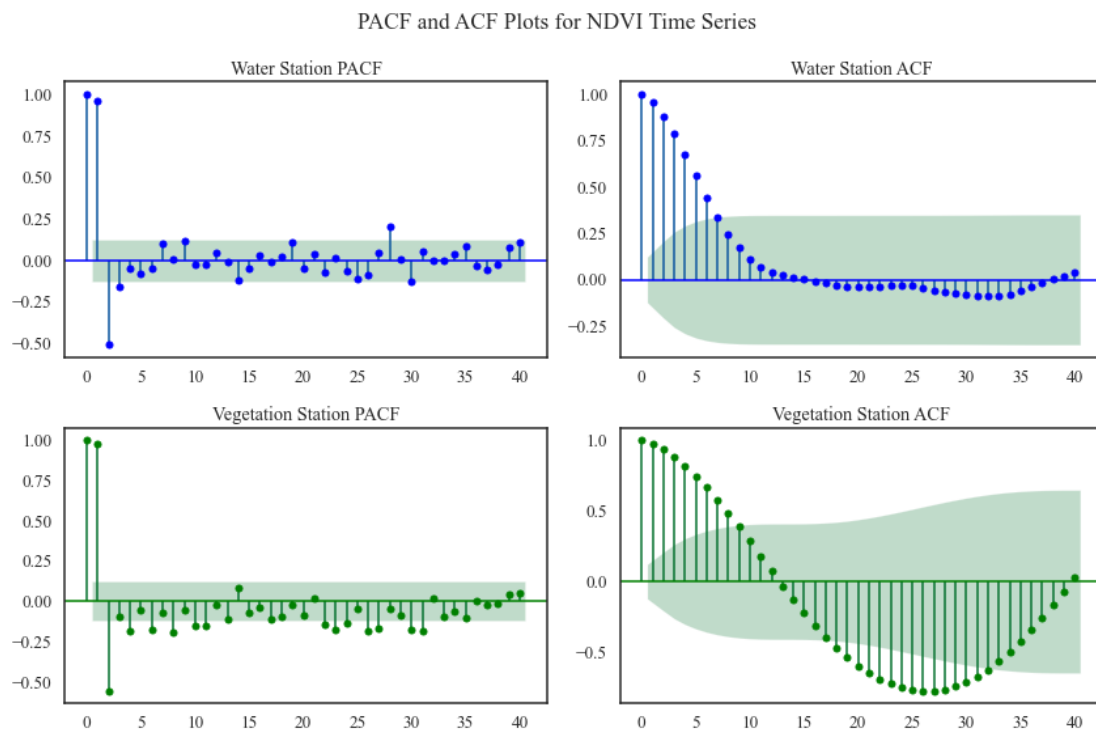 PACF and ACF Plots for NDVI Time Series
Water Station PACF
1.00
0.75
0.50
0.25
0.00
−0.25
−0.50
0 5 10 15 20 25 30 35 40
Water Station ACF
1.00
0.75
0.50
0.25
0.00
−0.25
0 5 10 15 20 25 30 35 40
Vegetation Station PACF
1.00
0.75
0.50
0.25
0.00
−0.25
−0.50
0 5 10 15 20 25 30 35 40
Vegetation Station ACF
1.0
0.5
0.0
−0.5
0 5 10 15 20 25 30 35 40